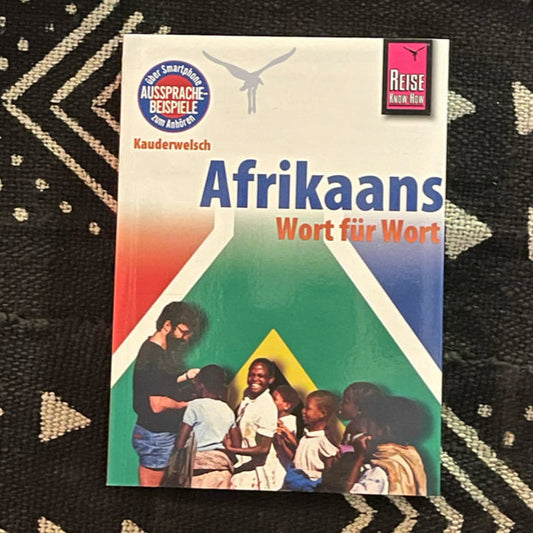 über Smartphone
AUSSPRACHE-
BEISPIELE
zum Anhören
REISE
KNOW-HOW
Kauderwelsch
Afrikaans
Wort für Wort